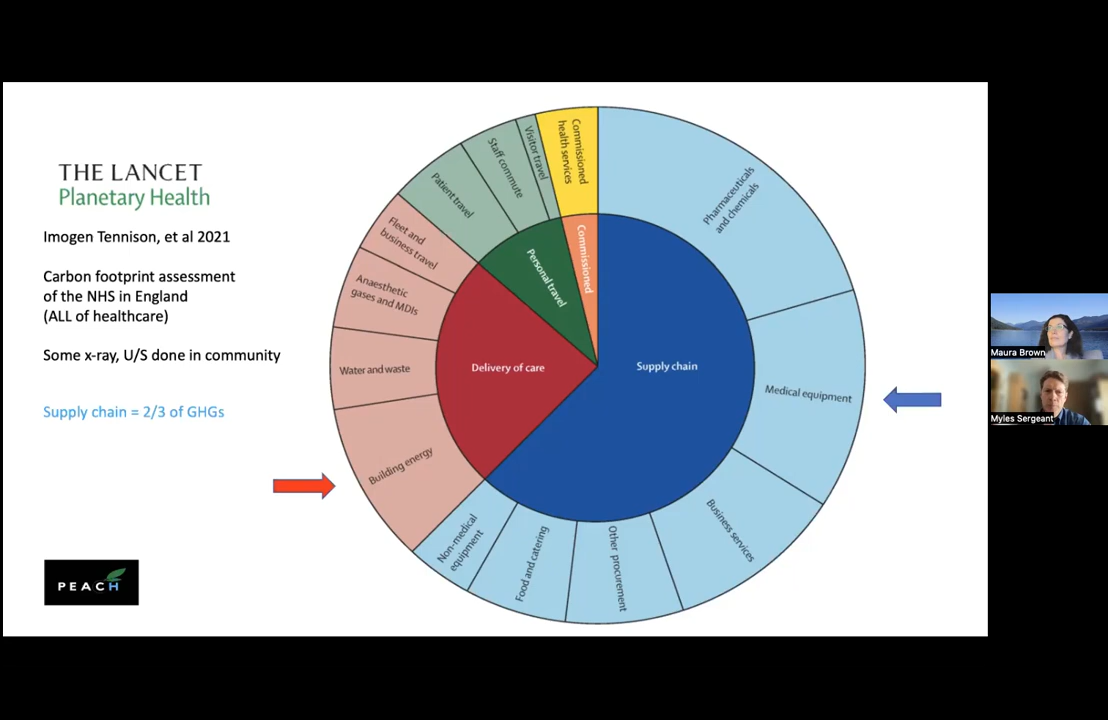 THE LANCET
Planetary Health
Imogen Tennison, et al 2021
Carbon footprint assessment
of the NHS in England
(ALL of healthcare)
Some x-ray, U/S done in community
Supply chain = 2/3 of GHGs
PEACH
Commissioned
health services
Visitor travel
Staff commute
Patient travel
Fleet and
business travel
Anaesthetic
gases and MDIs
Water and waste
Building energy
Non-medical
equipment
Food and catering
Other procurement
Business services
Medical equipment
Pharmaceuticals
and chemicals
Commissioned
Personal travel
Delivery of care
Supply chain
Maura Brown
Myles Sergeant